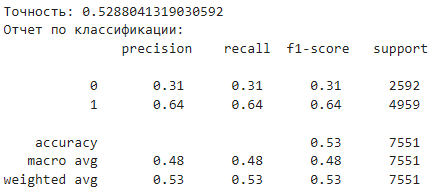 Точность: 0.5288041319030592
Отчет по классификации:
precision recall f1-score support
0 0.31 0.31 0.31 2592
1 0.64 0.64 0.64 4959
accuracy 0.53 7551
macro avg 0.48 0.48 0.48 7551
weighted avg 0.53 0.53 0.53 7551